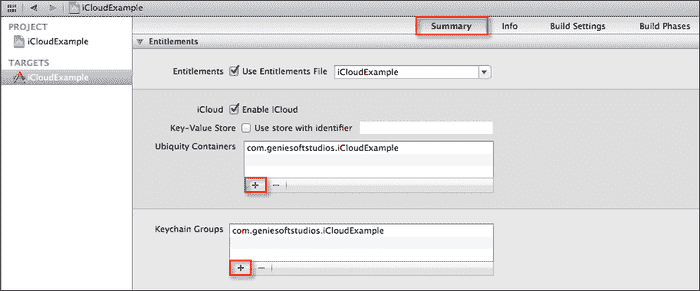 iCloudExample
PROJECT
iCloudExample
TARGETS
iCloudExample
Summary Info Build Settings Build Phases
Entitlements
Entitlements Use Entitlements File iCloudExample
iCloud Enable iCloud
Key-Value Store Use store with identifier
Ubiquity Containers com.geniesoftstudios.iCloudExample
Keychain Groups com.geniesoftstudios.iCloudExample